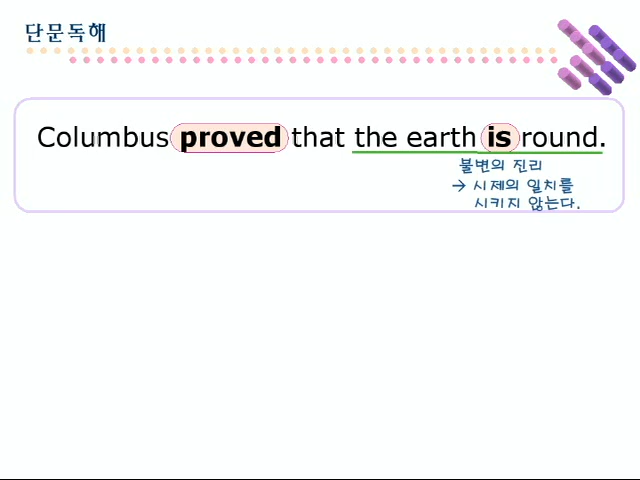 단문독해
Columbus proved that the earth is round.
불변의 진리
→ 시제의 일치를
시키지 않는다.